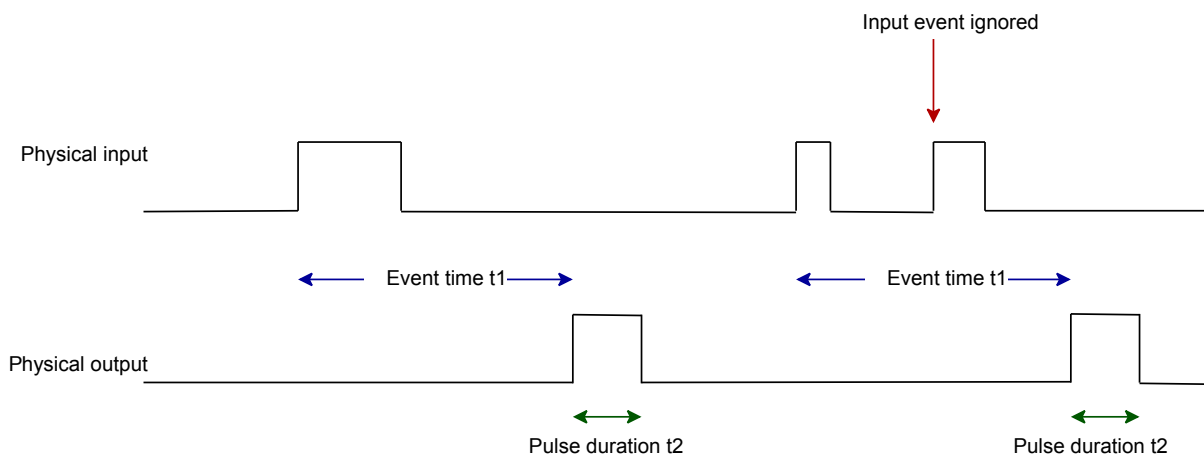 Input event ignored
Physical input
Event time t1
Event time t1
Physical output
Pulse duration t2
Pulse duration t2